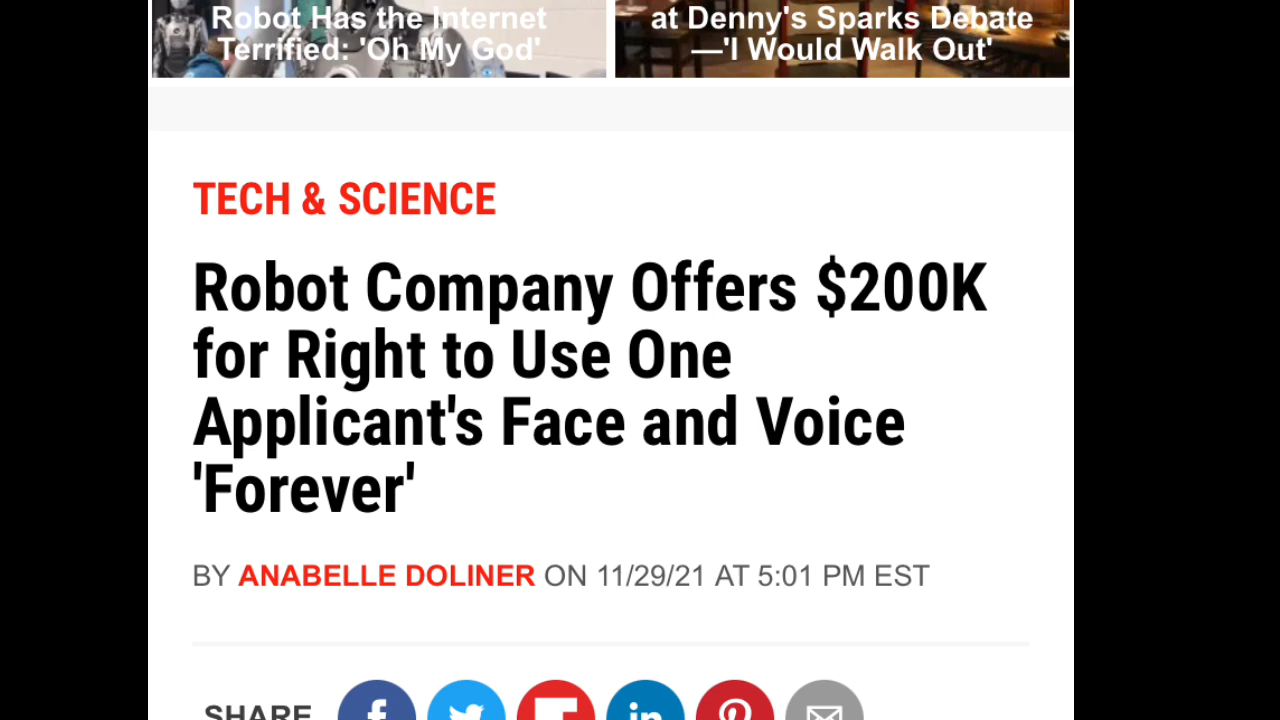 Robot Has the Internet
Terrified: 'Oh My God'
at Denny's Sparks Debate
—'I Would Walk Out'
TECH & SCIENCE
Robot Company Offers $200K
for Right to Use One
Applicant's Face and Voice
'Forever'
BY ANABELLE DOLINER ON 11/29/21 AT 5:01 PM EST
SHARE